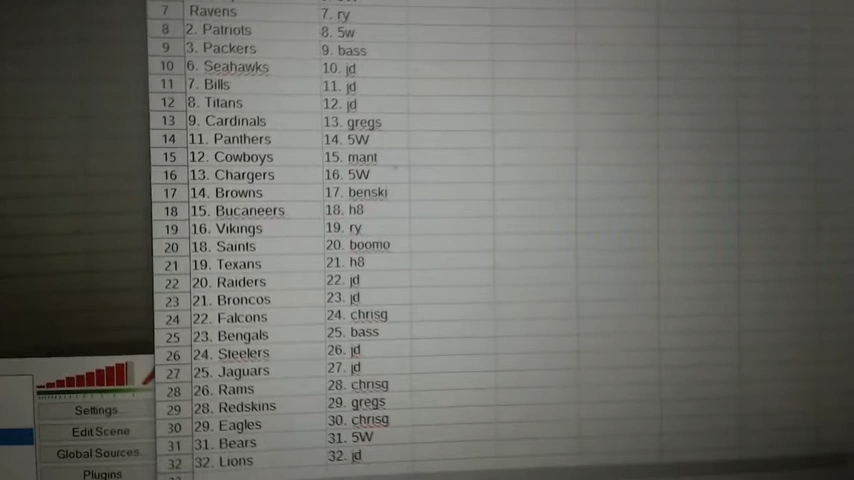 7 Ravens 7. ry
8 2. Patriots 8. 5w
9 3. Packers 9. bass
10 6. Seahawks 10. jd
11 7. Bills 11. jd
12 8. Titans 12. jd
13 9. Cardinals 13. gregs
14 11. Panthers 14. 5W
15 12. Cowboys 15. mant
16 13. Chargers 16. 5W
17 14. Browns 17. benski
18 15. Bucaneers 18. h8
19 16. Vikings 19. ry
20 18. Saints 20. boomo
21 19. Texans 21. h8
22 20. Raiders 22. jd
23 21. Broncos 23. jd
24 22. Falcons 24. chrisg
25 23. Bengals 25. bass
26 24. Steelers 26. jd
27 25. Jaguars 27. jd
28 26. Rams 28. chrisg
29 28. Redskins 29. gregs
30 29. Eagles 30. chrisg
31 31. Bears 31. 5W
32 32. Lions 32. jd
Settings...
Edit Scene
Global Sources...
Plugins